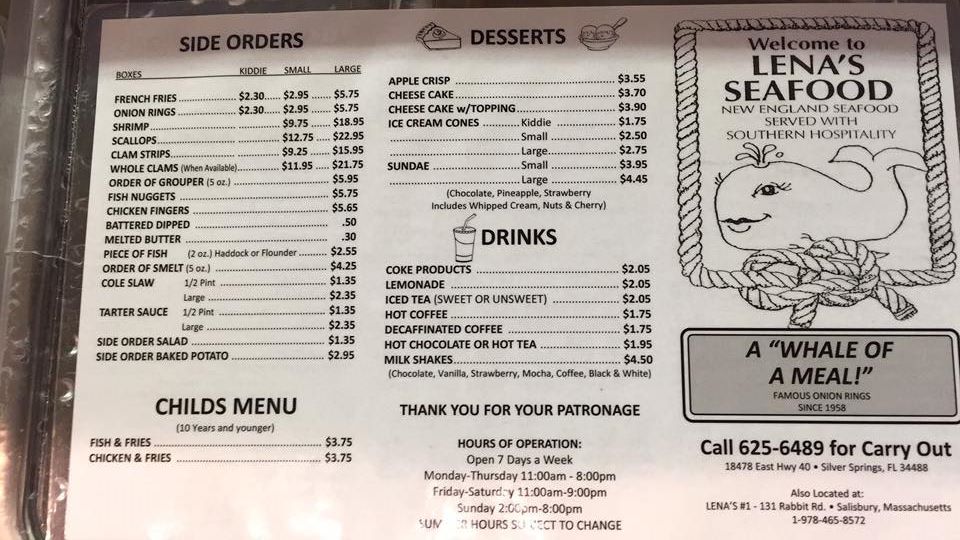 SIDE ORDERS
BOXES KIDDIE SMALL LARGE
FRENCH FRIES $2.30 $2.95 $5.75
ONION RINGS $2.30 $2.95 $5.75
SHRIMP $9.75 $18.95
SCALLOPS $12.75 $22.95
CLAM STRIPS $9.25 $15.95
WHOLE CLAMS (When Available) $11.95 $21.75
ORDER OF GROUPER (5 oz.) $5.95
FISH NUGGETS $5.75
CHICKEN FINGERS $5.65
BATTERED DIPPED .50
MELTED BUTTER .30
PIECE OF FISH (2 oz.) Haddock or Flounder $2.55
ORDER OF SMELT (5 oz.) $4.25
COLE SLAW 1/2 Pint $1.35
Large $2.35
TARTER SAUCE 1/2 Pint $1.35
Large $2.35
SIDE ORDER SALAD $1.35
SIDE ORDER BAKED POTATO $2.95
CHILDS MENU
(10 Years and younger)
FISH & FRIES $3.75
CHICKEN & FRIES $3.75
DESSERTS
APPLE CRISP $3.55
CHEESE CAKE $3.70
CHEESE CAKE w/TOPPING $3.90
ICE CREAM CONES Kiddie $1.75
Small $2.50
Large $2.75
SUNDAE Small $3.95
Large $4.45
(Chocolate, Pineapple, Strawberry
Includes Whipped Cream, Nuts & Cherry)
DRINKS
COKE PRODUCTS $2.05
LEMONADE $2.05
ICED TEA (SWEET OR UNSWEET) $2.05
HOT COFFEE $1.75
DECAFFINATED COFFEE $1.75
HOT CHOCOLATE OR HOT TEA $1.95
MILK SHAKES $4.50
(Chocolate, Vanilla, Strawberry, Mocha, Coffee, Black & White)
THANK YOU FOR YOUR PATRONAGE
HOURS OF OPERATION:
Open 7 Days a Week
Monday-Thursday 11:00am - 8:00pm
Friday-Saturday 11:00am-9:00pm
Sunday 2:00pm-8:00pm
HOURS TO CHANGE
Welcome to
LENA'S
SEAFOOD
NEW ENGLAND SEAFOOD
SERVED WITH
SOUTHERN HOSPITALITY
A "WHALE OF
A MEAL!"
FAMOUS ONION RINGS
SINCE 1958
Call 625-6489 for Carry Out
18478 East Hwy 40 • Silver Springs, FL 34488
Also Located at:
LENA'S #1 - 131 Rabbit Rd. • Salisbury, Massachusetts
1-978-465-8572